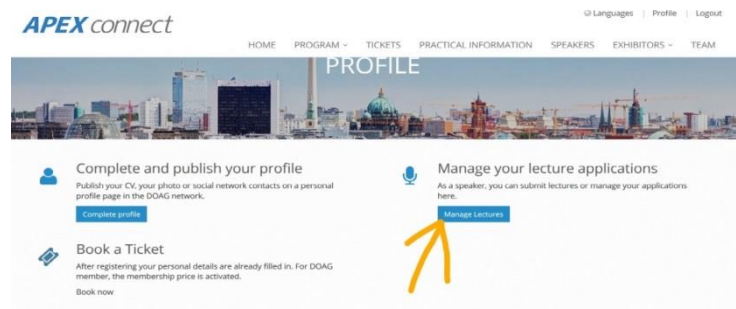 Languages | Profile | Logout
APEX connect
HOME PROGRAM TICKETS PRACTICAL INFORMATION SPEAKERS EXHIBITORS TEAM
PROFILE
Complete and publish your profile
Publish your CV, your photo or social network contacts on a personal
profile page in the DOAG network.
Complete profile
Manage your lecture applications
As a speaker, you can submit lectures or manage your applications
here.
Manage Lectures
Book a Ticket
After registering your personal details are already filled in. For DOAG
member, the membership price is activated.
Book now